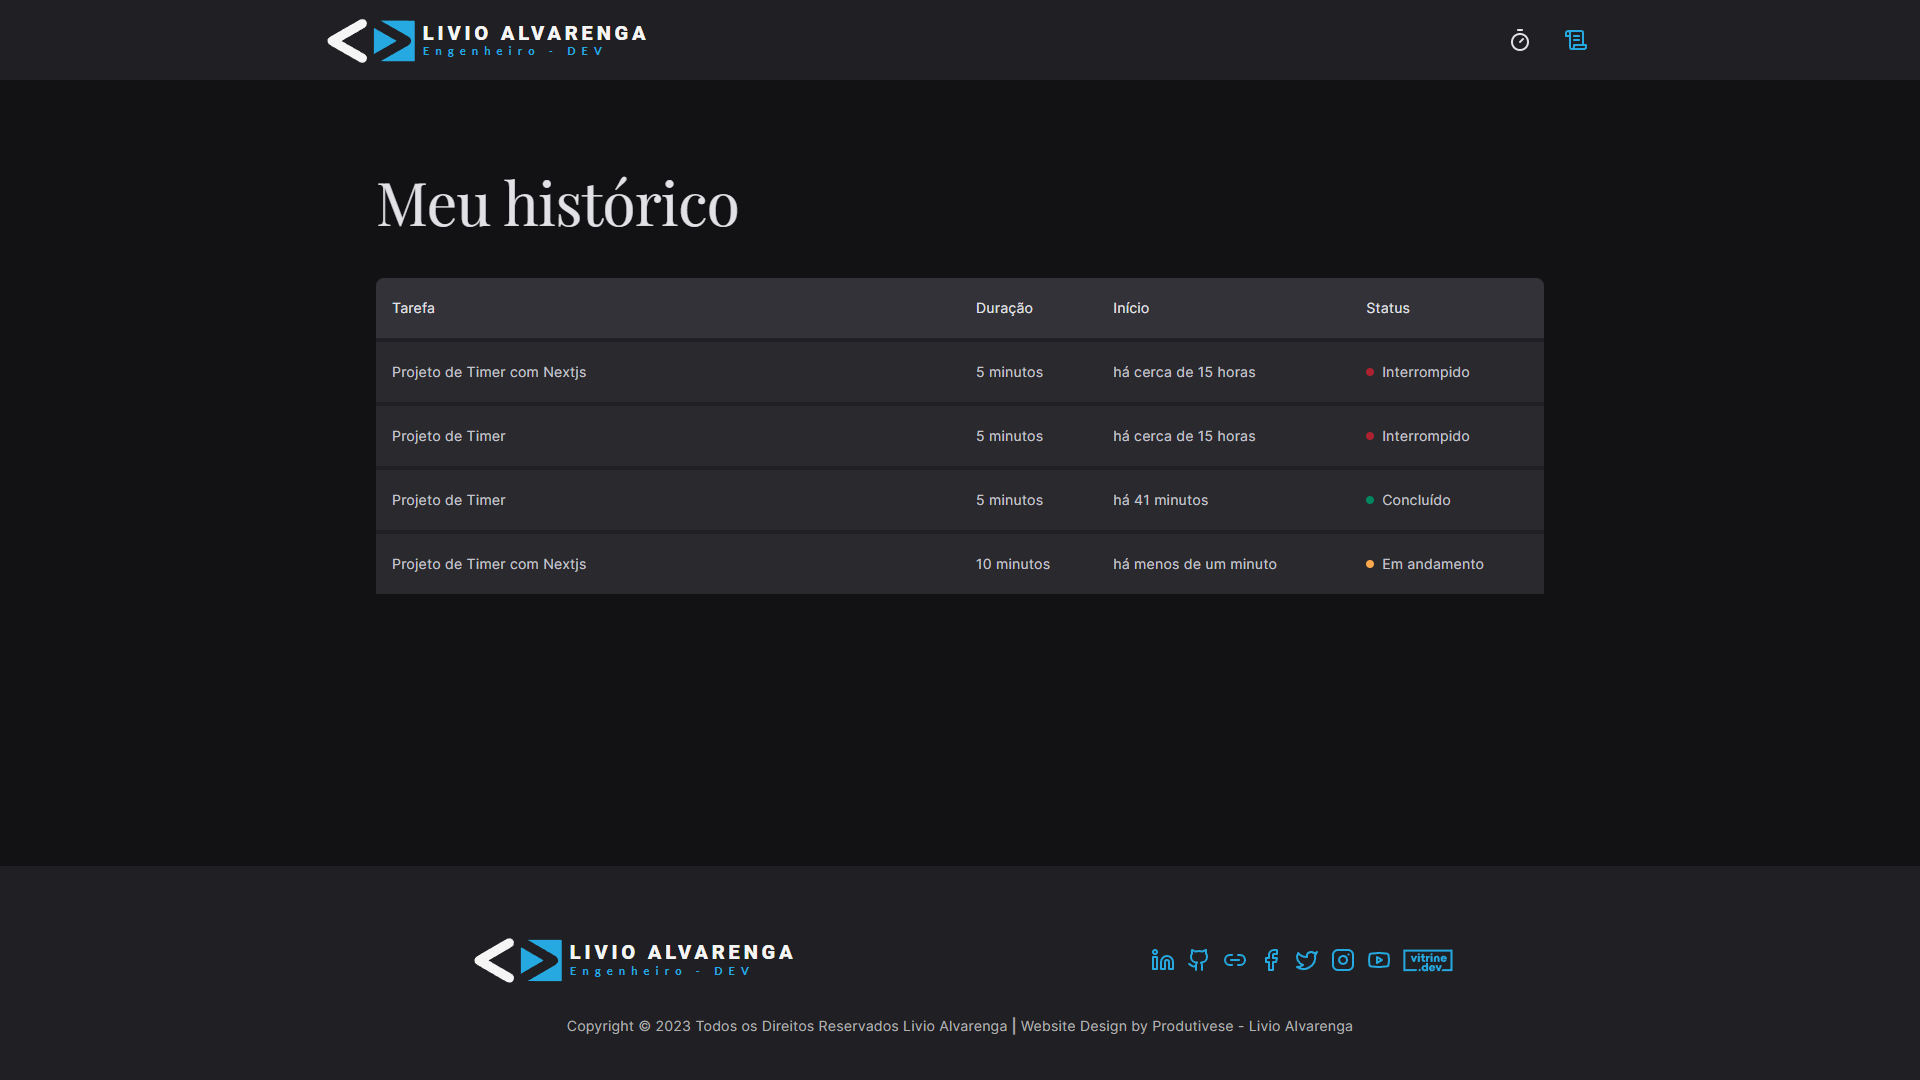 LIVIO ALVARENGA
Engenheiro - DEV
Meu histórico
Tarefa Duração Início Status
Projeto de Timer com Nextjs 5 minutos há cerca de 15 horas Interrompido
Projeto de Timer 5 minutos há cerca de 15 horas Interrompido
Projeto de Timer 5 minutos há 41 minutos Concluído
Projeto de Timer com Nextjs 10 minutos há menos de um minuto Em andamento
LIVIO ALVARENGA
Engenheiro - DEV
vitrine
.dev
Copyright © 2023 Todos os Direitos Reservados Livio Alvarenga | Website Design by Produtivese - Livio Alvarenga